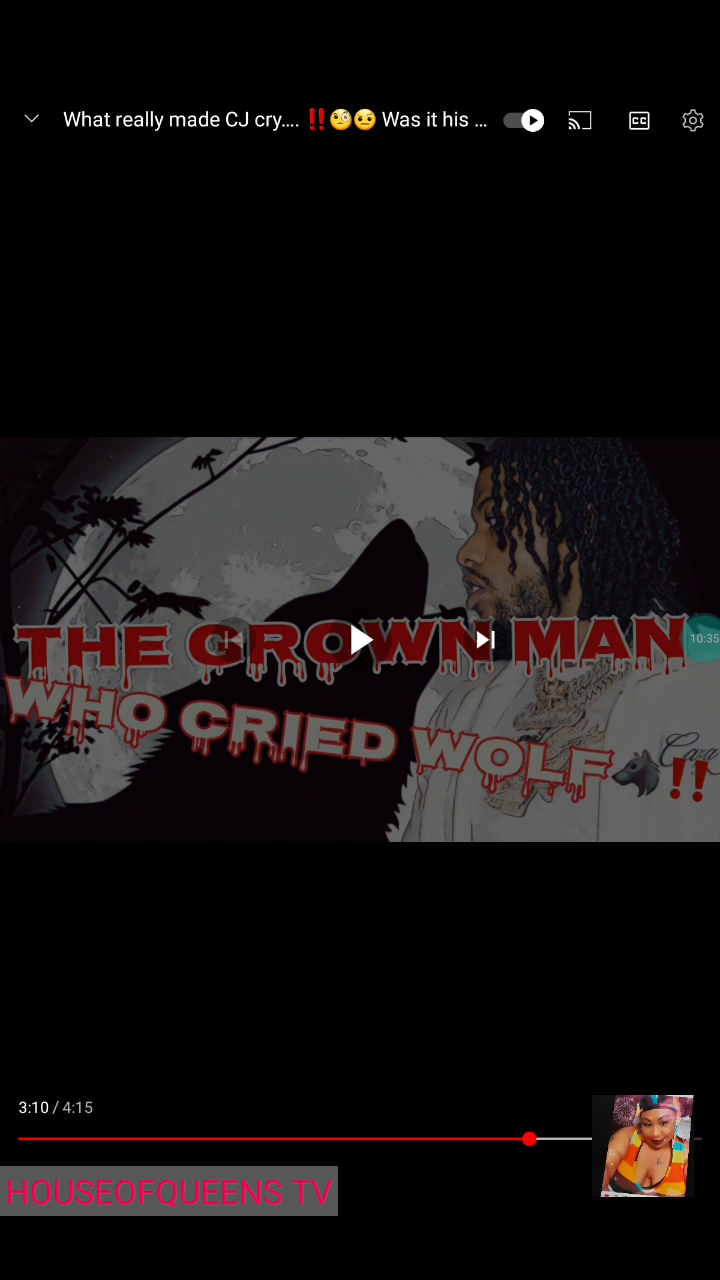 What really made CJ cry.... ‼️🧐🤨 Was it his ...
CC
THE GROWN MAN
10:35
WHO CRIED WOLF🐺‼️
3:10 / 4:15
HOUSEOFQUEENS TV